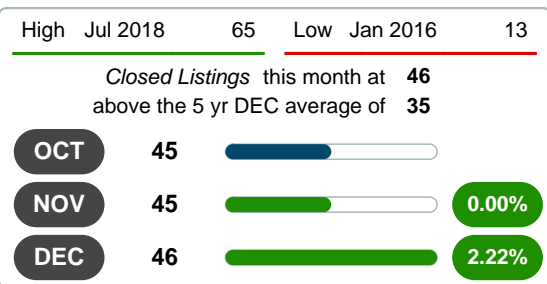 High Jul 2018 65 Low Jan 2016 13
Closed Listings this month at 46
above the 5 yr DEC average of 35
OCT 45
NOV 45 0.00%
DEC 46 2.22%